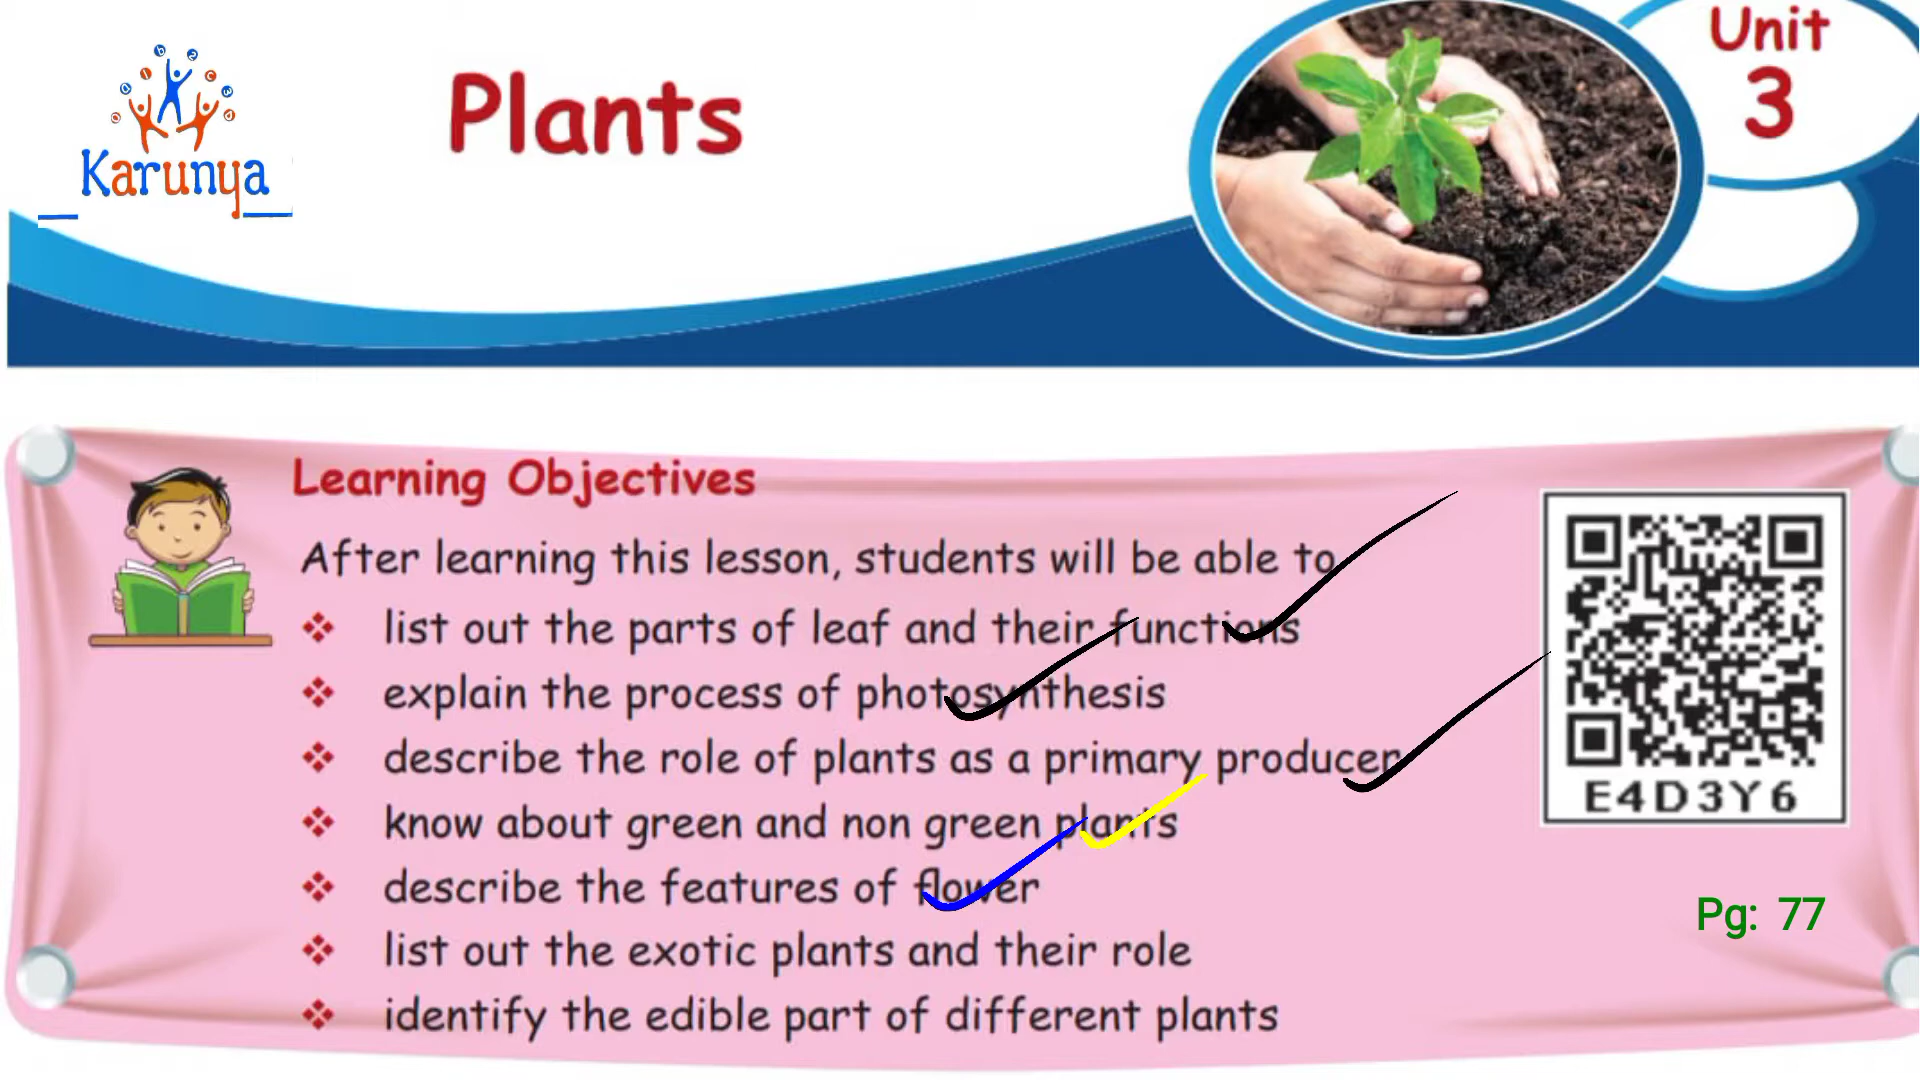 Karunya
Plants
Unit
3
Learning Objectives
After learning this lesson, students will be able to
list out the parts of leaf and their functions
explain the process of photosynthesis
describe the role of plants as a primary producer
know about green and non green plants
describe the features of flower
list out the exotic plants and their role
identify the edible part of different plants
E4D3Y6
Pg: 77